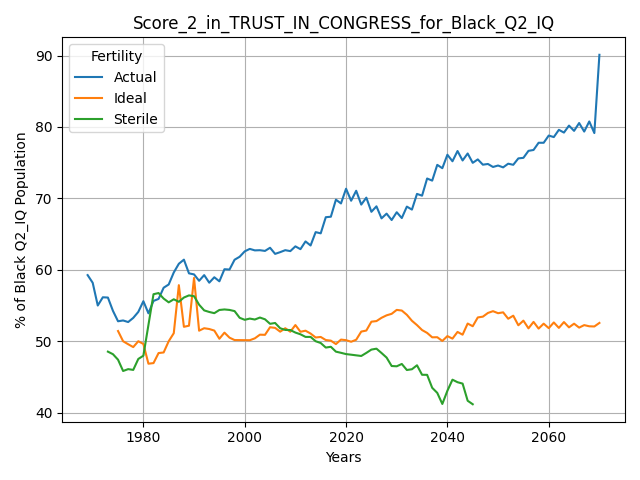 Score_2_in_TRUST_IN_CONGRESS_for_Black_Q2_IQ
Fertility
Actual
Ideal
Sterile
% of Black Q2_IQ Population
90
80
70
60
50
40
1980
2000
2020
2040
2060
Years